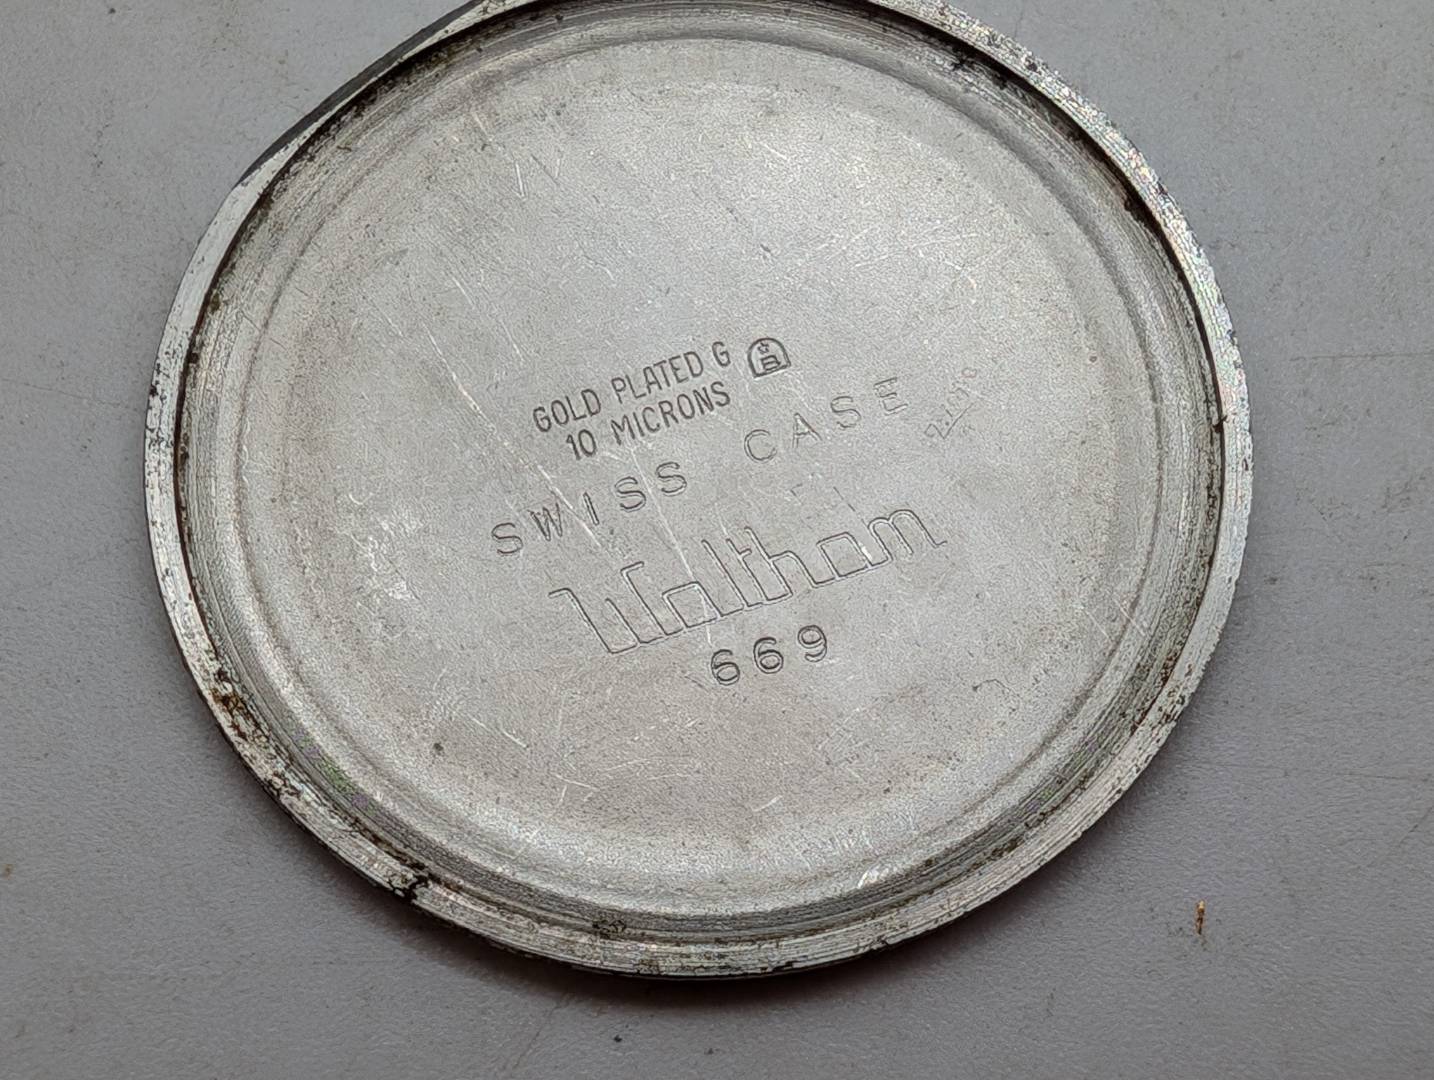 GOLD PLATED G
10 MICRONS
SWISS CASE
Waltham
669